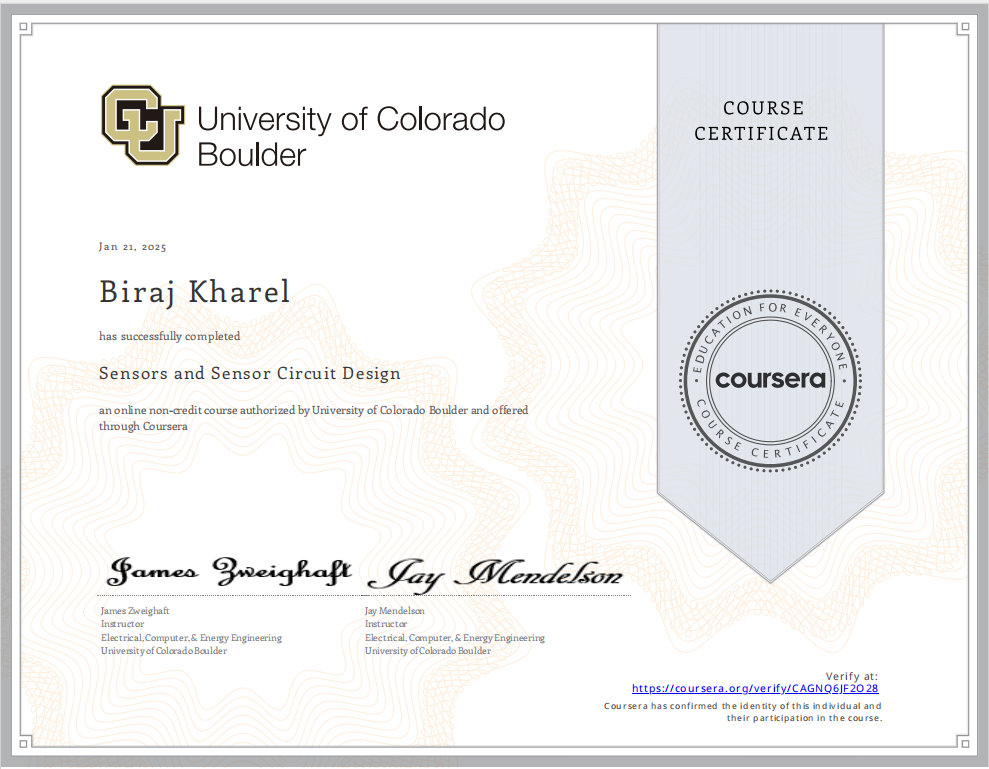 University of Colorado
Boulder
COURSE
CERTIFICATE
Jan 21, 2025
Biraj Kharel
has successfully completed
Sensors and Sensor Circuit Design
an online non-credit course authorized by University of Colorado Boulder and offered
through Coursera
EDUCATION FOR EVERYONE
coursera
COURSE CERTIFICATE
James Zweighaft
Jay Mendelson
James Zweighaft
Instructor
Electrical, Computer, & Energy Engineering
University of Colorado Boulder
Jay Mendelson
Instructor
Electrical, Computer, & Energy Engineering
University of Colorado Boulder
Verify at:
https://coursera.org/verify/CAGNQ6JF2O28
Coursera has confirmed the identity of this individual and
their participation in the course.